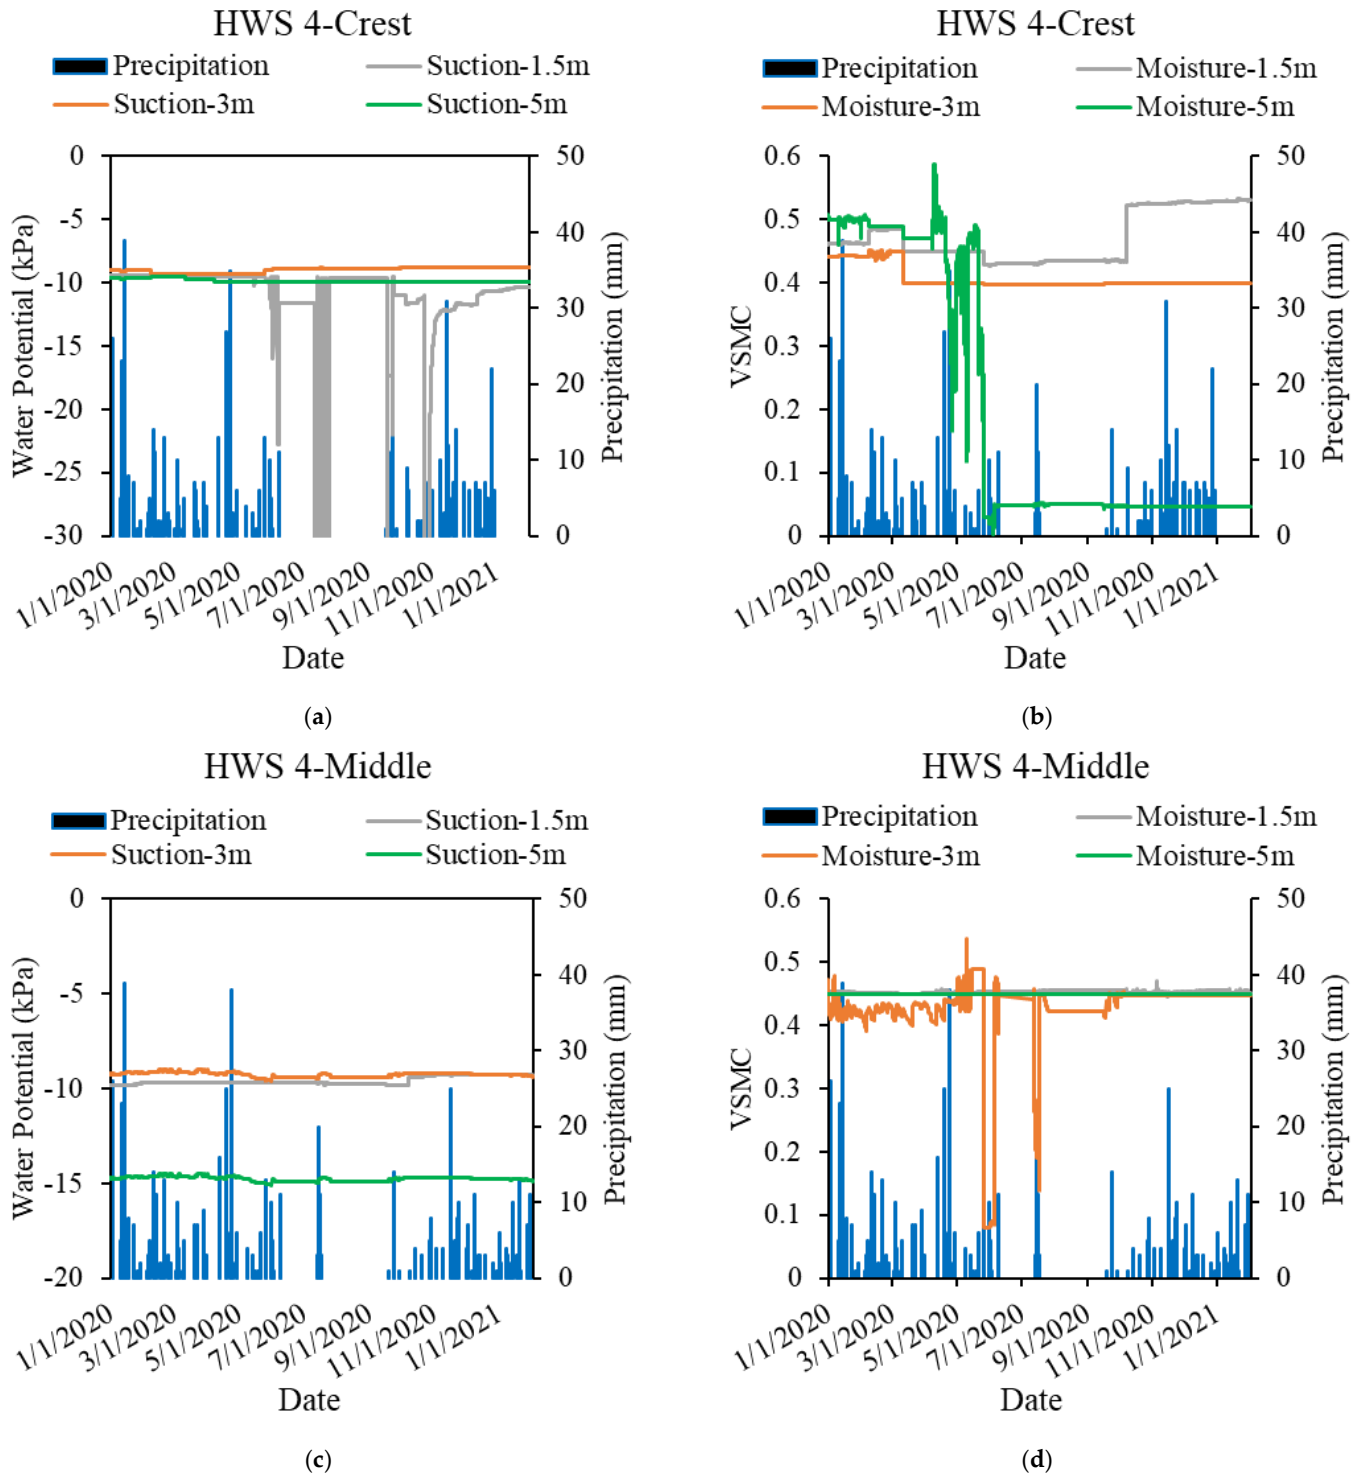 HWS 4-Crest
Precipitation Suction-1.5m
Suction-3m Suction-5m
0 50
-5 40
-10 30
-15
-20 20
-25 10
-30 0
Water Potential (kPa)
Precipitation (mm)
1/1/2020 3/1/2020 5/1/2020 7/1/2020 9/1/2020 11/1/2020 1/1/2021
Date
(a)
HWS 4-Crest
Precipitation Moisture-1.5m
Moisture-3m Moisture-5m
0.6 50
0.5 40
0.4 30
0.3
0.2 20
0.1 10
0 0
VSMC
Precipitation (mm)
1/1/2020 3/1/2020 5/1/2020 7/1/2020 9/1/2020 11/1/2020 1/1/2021
Date
(b)
HWS 4-Middle
Precipitation Suction-1.5m
Suction-3m Suction-5m
0 50
-5 40
-10 30
20
-15 10
-20 0
Water Potential (kPa)
Precipitation (mm)
1/1/2020 3/1/2020 5/1/2020 7/1/2020 9/1/2020 11/1/2020 1/1/2021
Date
(c)
HWS 4-Middle
Precipitation Moisture-1.5m
Moisture-3m Moisture-5m
0.6 50
0.5 40
0.4 30
0.3
0.2 20
0.1 10
0 0
VSMC
Precipitation (mm)
1/1/2020 3/1/2020 5/1/2020 7/1/2020 9/1/2020 11/1/2020 1/1/2021
Date
(d)